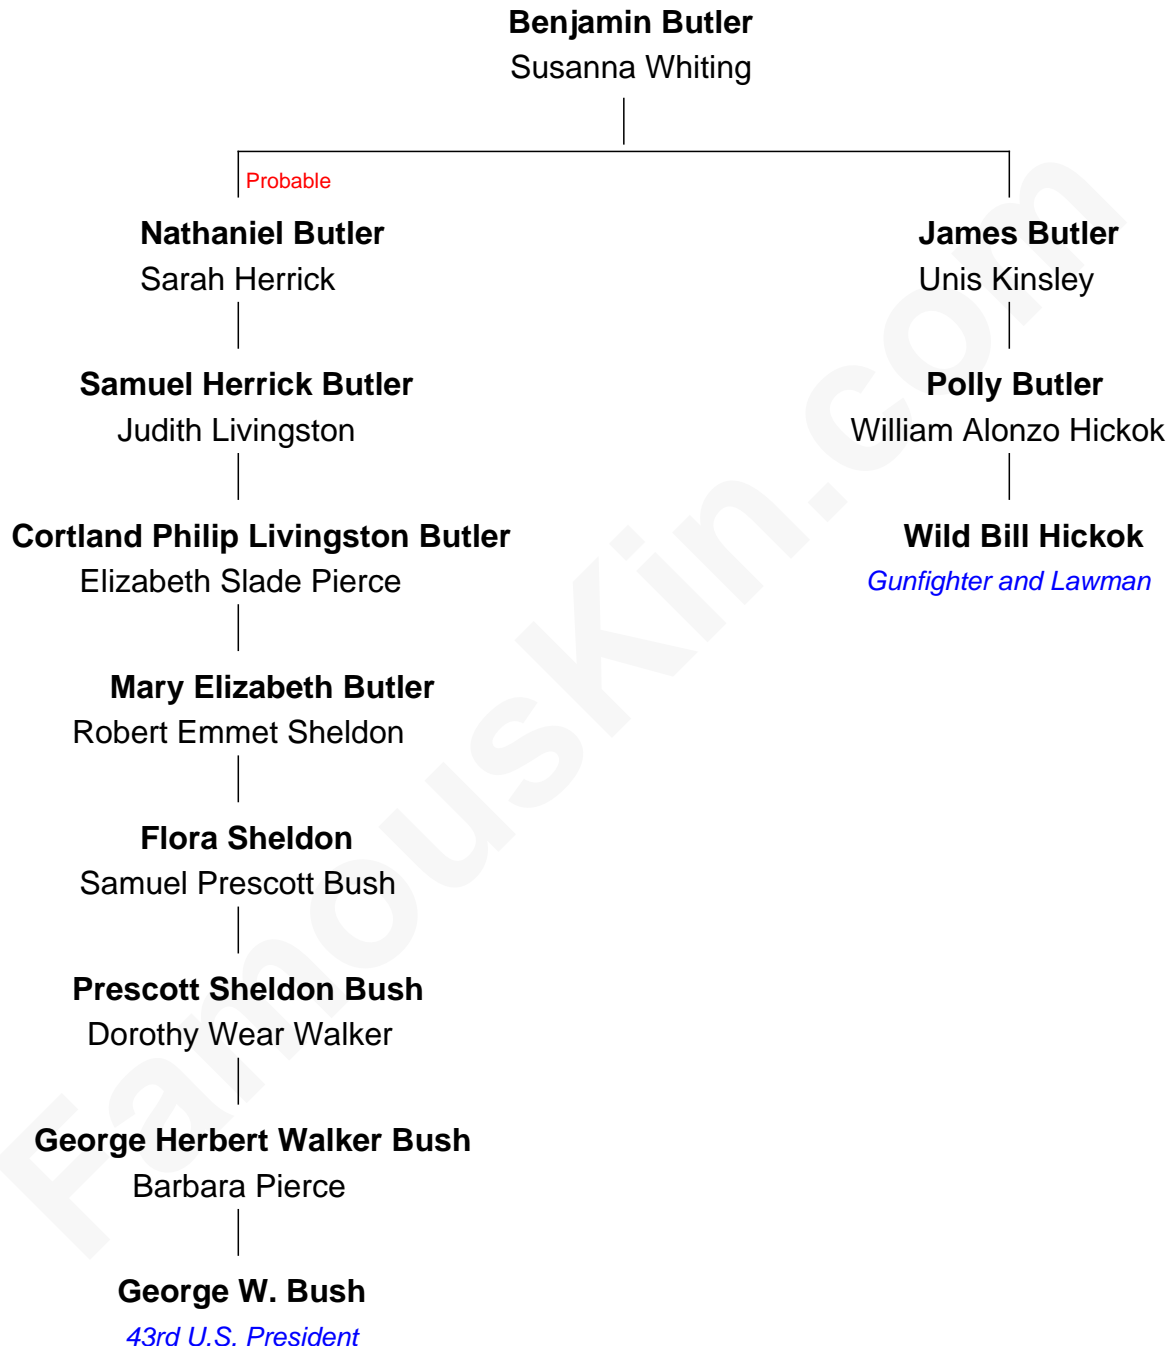 Benjamin Butler
Susanna Whiting
Probable
Nathaniel Butler
Sarah Herrick
James Butler
Unis Kinsley
Samuel Herrick Butler
Judith Livingston
Polly Butler
William Alonzo Hickok
Cortland Philip Livingston Butler
Elizabeth Slade Pierce
Wild Bill Hickok
Gunfighter and Lawman
Mary Elizabeth Butler
Robert Emmet Sheldon
Flora Sheldon
Samuel Prescott Bush
Prescott Sheldon Bush
Dorothy Wear Walker
George Herbert Walker Bush
Barbara Pierce
George W. Bush
43rd U.S. President
FamousKin.com